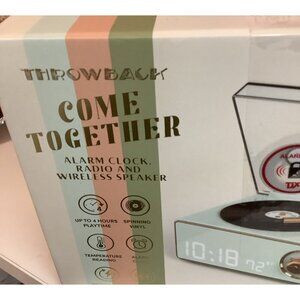 THROWBACK
COME
TOGETHER
ALARM CLOCK,
RADIO AND
WIRELESS SPEAKER
UP TO 4 HOURS
PLAYTIME
SPINNING
VINYL
TEMPERATURE
READING
ALARM
10:18 72°